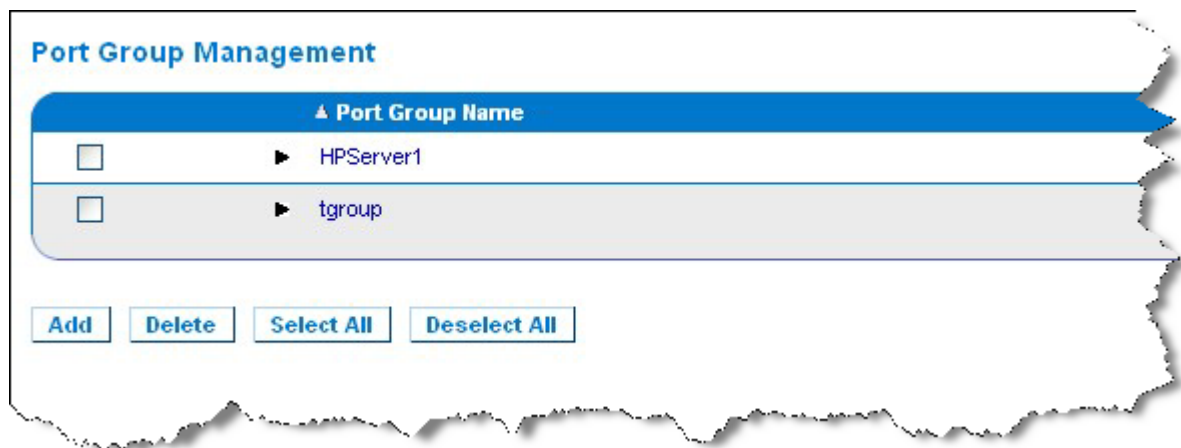 Port Group Management
Port Group Name
HPServer1
tgroup
Add Delete Select All Deselect All